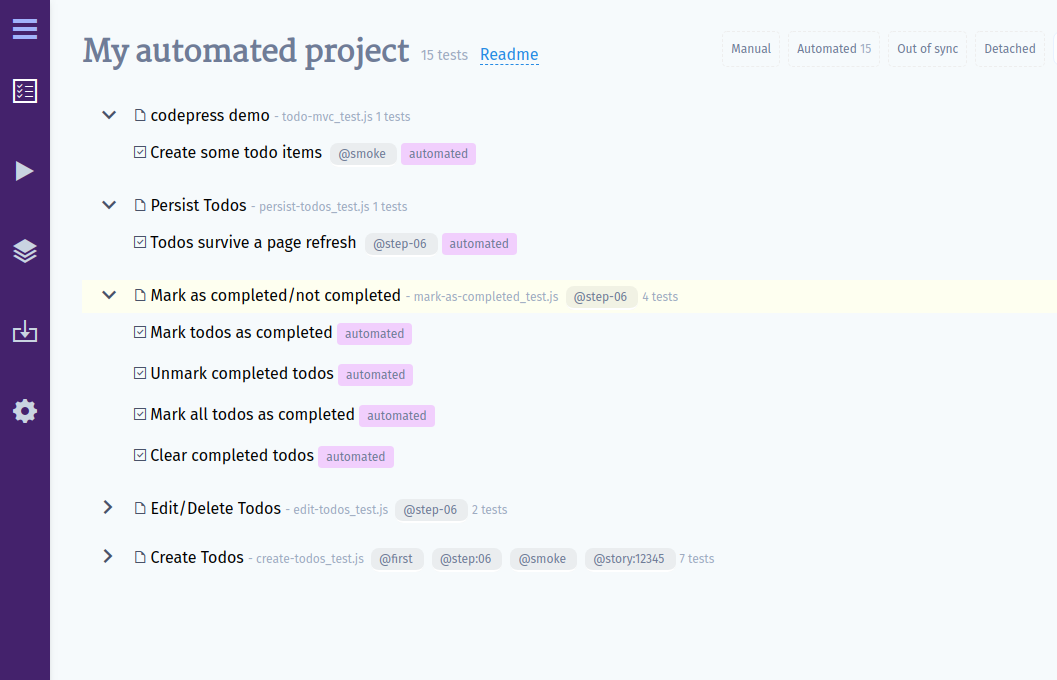 My automated project 15 tests Readme Manual Automated 15 Out of sync Detached
codepress demo - todo-mvc_test.js 1 tests
Create some todo items @smoke automated
Persist Todos - persist-todos_test.js 1 tests
Todos survive a page refresh @step-06 automated
Mark as completed/not completed - mark-as-completed_test.js @step-06 4 tests
Mark todos as completed automated
Unmark completed todos automated
Mark all todos as completed automated
Clear completed todos automated
Edit/Delete Todos - edit-todos_test.js @step-06 2 tests
Create Todos - create-todos_test.js @first @step:06 @smoke @story:12345 7 tests